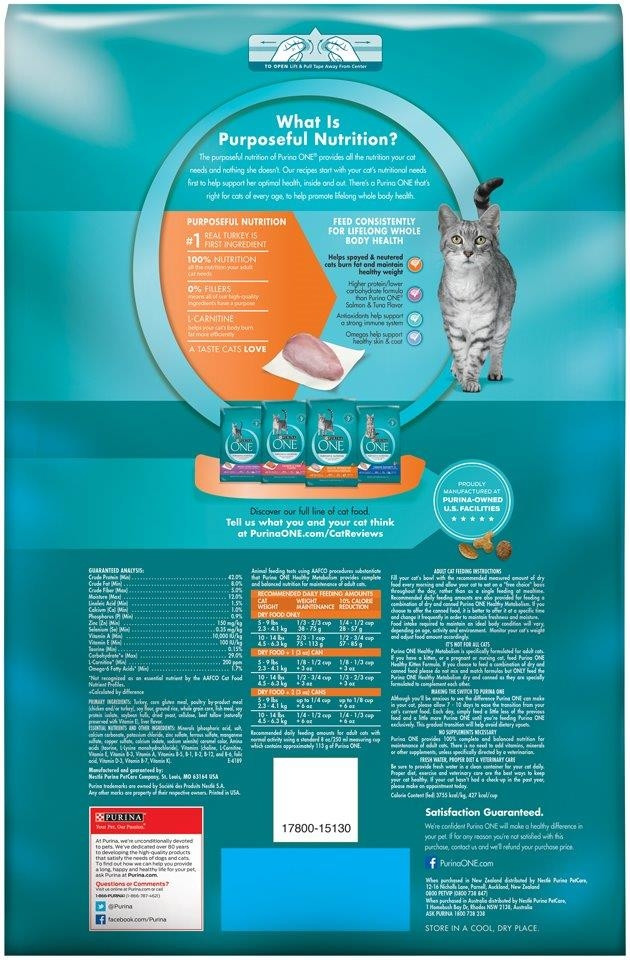 TO OPEN Lift & Pull Tape Away From Center
What Is
Purposeful Nutrition?
The purposeful nutrition of Purina ONE® provides all the nutrition your cat
needs and nothing she doesn't. Our recipes start with your cat's nutritional needs
first to help support her optimal health, inside and out. There's a Purina ONE that's
right for cats of every age, to help promote lifelong whole body health.
PURPOSEFUL NUTRITION
#1 REAL TURKEY IS
FIRST INGREDIENT
100% NUTRITION
all the nutrition your adult
cat needs
0% FILLERS
means all of our high-quality
ingredients have a purpose
L-CARNITINE
helps your cat's body burn
fat more efficiently
A TASTE CATS LOVE
FEED CONSISTENTLY
FOR LIFELONG WHOLE
BODY HEALTH
Helps spayed & neutered
cats burn fat and maintain
healthy weight
Higher protein/lower
carbohydrate formula
than Purina ONE®
Salmon & Tuna Flavor
Antioxidants help support
a strong immune system
Omegas help support
healthy skin & coat
ONE
ONE
ONE
ONE
Discover our full line of cat food.
Tell us what you and your cat think
at PurinaONE.com/CatReviews
PROUDLY
MANUFACTURED AT
PURINA-OWNED
U.S. FACILITIES
GUARANTEED ANALYSIS:
Crude Protein (Min) 42.0%
Crude Fat (Min) 8.0%
Crude Fiber (Max) 5.0%
Moisture (Max) 12.0%
Linoleic Acid (Min) 1.5%
Calcium (Ca) (Min) 1.0%
Phosphorus (P) (Min) 0.9%
Zinc (Zn) (Min) 150 mg/kg
Selenium (Se) (Min) 0.35 mg/kg
Vitamin A (Min) 10,000 IU/kg
Vitamin E (Min) 100 IU/kg
Taurine (Min) 0.15%
Carbohydrate+ (Max) 29.0%
L-Carnitine* (Min) 200 ppm
Omega-6 Fatty Acids* (Min) 1.7%
*Not recognized as an essential nutrient by the AAFCO Cat Food
Nutrient Profiles.
+Calculated by difference
PRIMARY INGREDIENTS: Turkey, corn gluten meal, poultry by-product meal
(chicken and/or turkey), soy flour, ground rice, whole grain corn, fish meal, soy
protein isolate, soybean hulls, dried yeast, cellulose, beef tallow (naturally
preserved with Vitamin E), liver flavor.
ESSENTIAL NUTRIENTS AND OTHER INGREDIENTS: Minerals (phosphoric acid, salt,
calcium carbonate, potassium chloride, zinc sulfate, ferrous sulfate, manganese
sulfate, copper sulfate, calcium iodate, sodium selenite) caramel color, Amino
acids (taurine, L-lysine monohydrochloride), Vitamins (choline, L-Carnitine,
Vitamin E, Vitamin B-3, Vitamin A, Vitamins B-5, B-1, B-2, B-12, and B-6, folic
acid, Vitamin D-3, Vitamin B-7, Vitamin K). E-4189
Manufactured and guaranteed by:
Nestlé Purina PetCare Company, St. Louis, MO 63164 USA
Purina trademarks are owned by Société des Produits Nestlé S.A.
Any other marks are property of their respective owners. Printed in USA.
Animal feeding tests using AAFCO procedures substantiate
that Purina ONE Healthy Metabolism provides complete
and balanced nutrition for maintenance of adult cats.
RECOMMENDED DAILY FEEDING AMOUNTS
CAT WEIGHT 10% CALORIE
WEIGHT MAINTENANCE REDUCTION
DRY FOOD ONLY
5 - 9 lbs 1/3 - 2/3 cup 1/4 - 1/2 cup
2.3 - 4.1 kg 38 - 75 g 28 - 57 g
10 - 14 lbs 2/3 - 1 cup 1/2 - 3/4 cup
4.5 - 6.3 kg 75 - 113 g 57 - 85 g
DRY FOOD + 1 (3 oz) CAN
5 - 9 lbs 1/8 - 1/2 cup 1/8 - 1/3 cup
2.3 - 4.1 kg + 3 oz + 3 oz
10 - 14 lbs 1/2 - 3/4 cup 1/3 - 2/3 cup
4.5 - 6.3 kg + 3 oz + 3 oz
DRY FOOD + 2 (3 oz) CANS
5 - 9 lbs up to 1/4 cup up to 1/8 cup
2.3 - 4.1 kg + 6 oz + 6 oz
10 - 14 lbs 1/4 - 1/2 cup 1/4 - 1/3 cup
4.5 - 6.3 kg + 6 oz + 6 oz
Recommended daily feeding amounts for adult cats with
normal activity using a standard 8 oz/250 ml measuring cup
which contains approximately 113 g of Purina ONE.
17800-15130
ADULT CAT FEEDING INSTRUCTIONS
Fill your cat's bowl with the recommended measured amount of dry
food every morning and allow your cat to eat on a "free choice" basis
throughout the day, rather than as a single feeding at mealtime.
Recommended daily feeding amounts are also provided for feeding a
combination of dry and canned Purina ONE Healthy Metabolism. If you
choose to offer the canned food, it is better to offer it at a specific time
and change it frequently in order to maintain freshness and moisture.
Food intake required to maintain an ideal body condition will vary,
depending on age, activity and environment. Monitor your cat's weight
and adjust food amount accordingly.
IT'S NOT FOR ALL CATS
Purina ONE Healthy Metabolism is specifically formulated for adult cats.
If you have a kitten, or a pregnant or nursing cat, feed Purina ONE
Healthy Kitten Formula. If you choose to feed a combination of dry and
canned food please do not mix and match formulas but ONLY feed the
Purina ONE Healthy Metabolism dry and canned as they are specially
formulated to complement each other.
MAKING THE SWITCH TO PURINA ONE
Although you'll be anxious to see the difference Purina ONE can make
in your cat, please allow 7 - 10 days to ease the transition from your
cat's current food. Each day, simply feed a little less of the previous
food and a little more Purina ONE until you're feeding Purina ONE
exclusively. This gradual transition will help avoid dietary upsets.
NO SUPPLEMENTS NECESSARY
Purina ONE provides 100% complete and balanced nutrition for
maintenance of adult cats. There is no need to add vitamins, minerals
or other supplements, unless specifically directed by a veterinarian.
FRESH WATER, PROPER DIET & VETERINARY CARE
Be sure to provide fresh water in a clean container for your cat daily.
Proper diet, exercise and veterinary care are the best ways to keep
your cat healthy. If your cat hasn't had a check-up in the past year,
please make an appointment today.
Calorie Content (fed) 3755 kcal/kg, 427 kcal/cup
Satisfaction Guaranteed.
We're confident Purina ONE will make a healthy difference in
your pet. If for any reason you're not satisfied with this
purchase, contact us and we'll refund your purchase price.
PurinaONE.com
When purchased in New Zealand distributed by Nestlé Purina PetCare,
12-16 Nicholls Lane, Parnell, Auckland, New Zealand
0800 PETVIP (0800 738 847)
When purchased in Australia distributed by Nestlé Purina PetCare,
1 Homebush Bay Dr, Rhodes NSW 2138, Australia
ASK PURINA 1800 738 238
STORE IN A COOL, DRY PLACE.
PURINA
Your Pet, Our Passion.
At Purina, we're unconditionally devoted
to pets. We've dedicated over 80 years
to developing the high-quality products
that satisfy the needs of dogs and cats.
To find out how we can help you provide
a long, happy and healthy life for your pet,
ask Purina at Purina.com.
Questions or Comments?
Visit us online at Purina.com or call
1-866-PURINA1 (1-866-787-4621)
@Purina
facebook.com/Purina